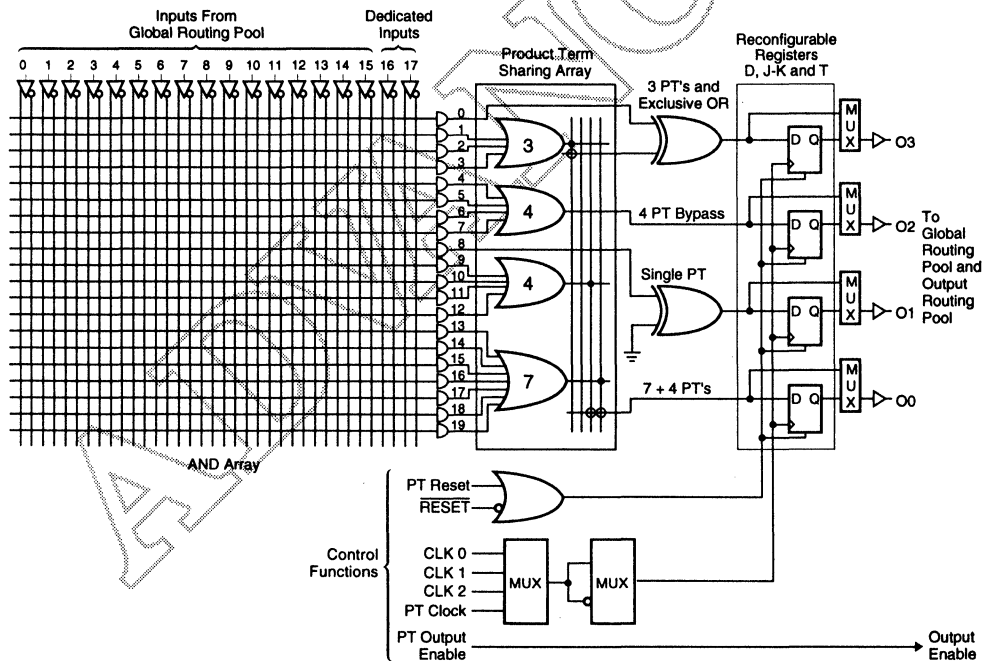 Inputs From
Global Routing Pool
Dedicated
Inputs
0 1 2 3 4 5 6 7 8 9 10 11 12 13 14 15 16 17
Product Term
Sharing Array
3 PT's and
Exclusive OR
Reconfigurable
Registers
D, J-K and T
0
1
2
3
4
5
6
7
8
9
10
11
12
13
14
15
16
17
18
19
3
4
4
7
4 PT Bypass
Single PT
7 + 4 PT's
D Q
D Q
D Q
D Q
MUX
MUX
MUX
MUX
O3
O2
O1
O0
To
Global
Routing
Pool and
Output
Routing
Pool
AND Array
Control
Functions
PT Reset
RESET
CLK 0
CLK 1
CLK 2
PT Clock
MUX
MUX
PT Output
Enable
Output
Enable